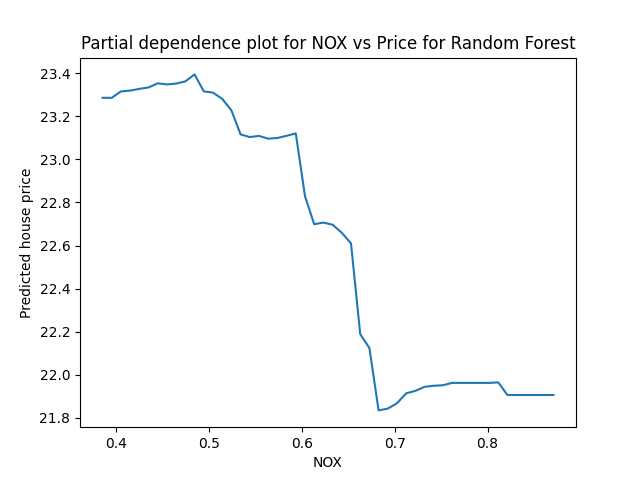 Partial dependence plot for NOX vs Price for Random Forest
23.4
23.2
23.0
22.8
22.6
22.4
22.2
22.0
21.8
Predicted house price
0.4 0.5 0.6 0.7 0.8
NOX